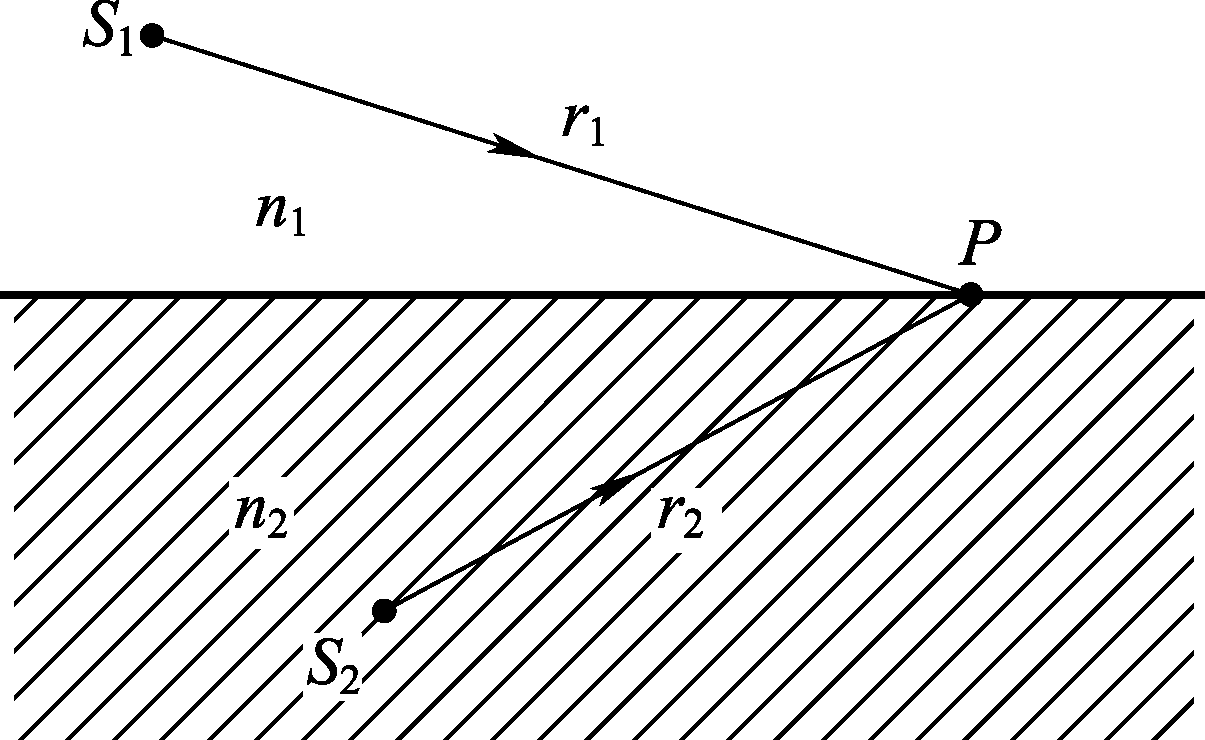 S₁
r₁
n₁
P
n₂
r₂
S₂